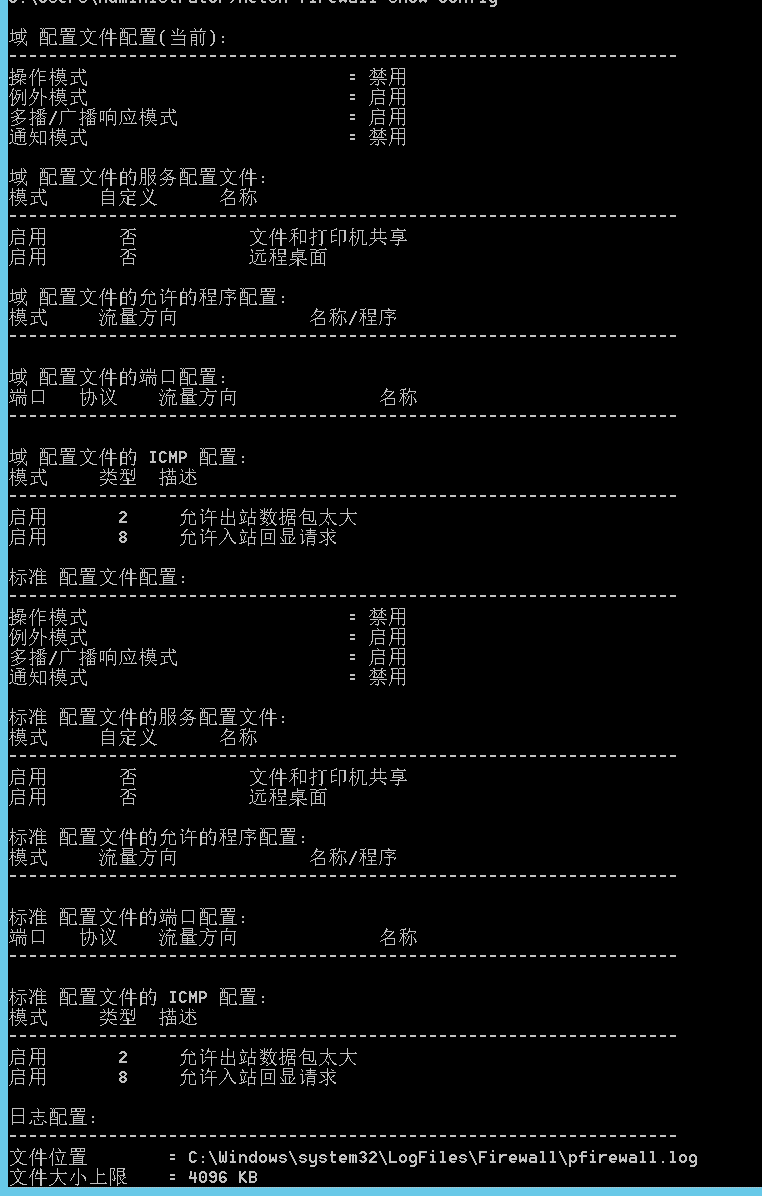 域 配置文件配置(当前):
-------------------------------------------------------------------
操作模式                          = 禁用
例外模式                          = 启用
多播/广播响应模式                 = 启用
通知模式                          = 禁用
域 配置文件的服务配置文件:
模式     自定义      名称
-------------------------------------------------------------------
启用       否           文件和打印机共享
启用       否           远程桌面
域 配置文件的允许的程序配置:
模式     流量方向             名称/程序
-------------------------------------------------------------------
域 配置文件的端口配置:
端口   协议    流量方向              名称
-------------------------------------------------------------------
域 配置文件的 ICMP 配置:
模式     类型  描述
-------------------------------------------------------------------
启用       2     允许出站数据包太大
启用       8     允许入站回显请求
标准 配置文件配置:
-------------------------------------------------------------------
操作模式                          = 禁用
例外模式                          = 启用
多播/广播响应模式                 = 启用
通知模式                          = 禁用
标准 配置文件的服务配置文件:
模式     自定义      名称
-------------------------------------------------------------------
启用       否           文件和打印机共享
启用       否           远程桌面
标准 配置文件的允许的程序配置:
模式     流量方向             名称/程序
-------------------------------------------------------------------
标准 配置文件的端口配置:
端口   协议    流量方向              名称
-------------------------------------------------------------------
标准 配置文件的 ICMP 配置:
模式     类型  描述
-------------------------------------------------------------------
启用       2     允许出站数据包太大
启用       8     允许入站回显请求
日志配置:
-------------------------------------------------------------------
文件位置        = C:\Windows\system32\LogFiles\Firewall\pfirewall.log
文件大小上限    = 4096 KB